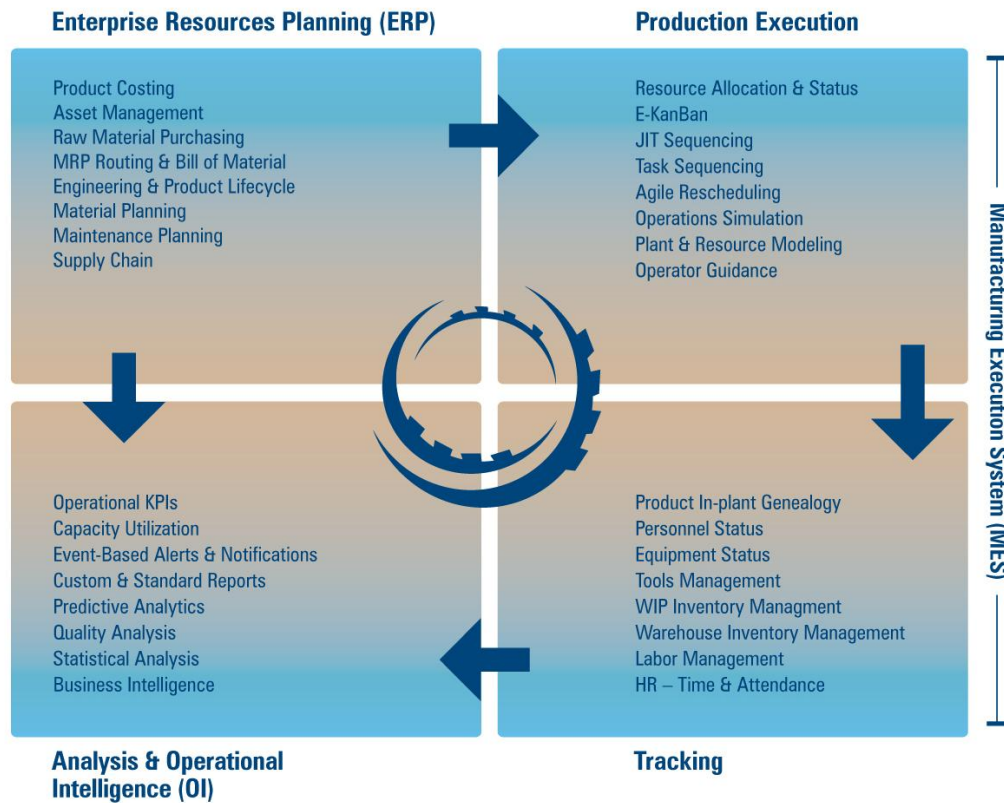 Enterprise Resources Planning (ERP)
Product Costing
Asset Management
Raw Material Purchasing
MRP Routing & Bill of Material
Engineering & Product Lifecycle
Material Planning
Maintenance Planning
Supply Chain
Production Execution
Resource Allocation & Status
E-KanBan
JIT Sequencing
Task Sequencing
Agile Rescheduling
Operations Simulation
Plant & Resource Modeling
Operator Guidance
Manufacturing Execution System (MES)
Operational KPIs
Capacity Utilization
Event-Based Alerts & Notifications
Custom & Standard Reports
Predictive Analytics
Quality Analysis
Statistical Analysis
Business Intelligence
Analysis & Operational
Intelligence (OI)
Product In-plant Genealogy
Personnel Status
Equipment Status
Tools Management
WIP Inventory Managment
Warehouse Inventory Management
Labor Management
HR – Time & Attendance
Tracking